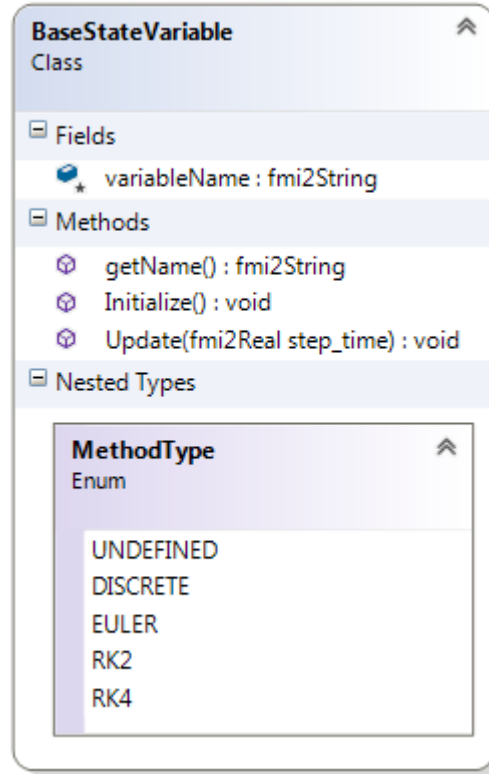 BaseStateVariable
Class
Fields
variableName : fmi2String
Methods
getName() : fmi2String
Initialize() : void
Update(fmi2Real step_time) : void
Nested Types
MethodType
Enum
UNDEFINED
DISCRETE
EULER
RK2
RK4